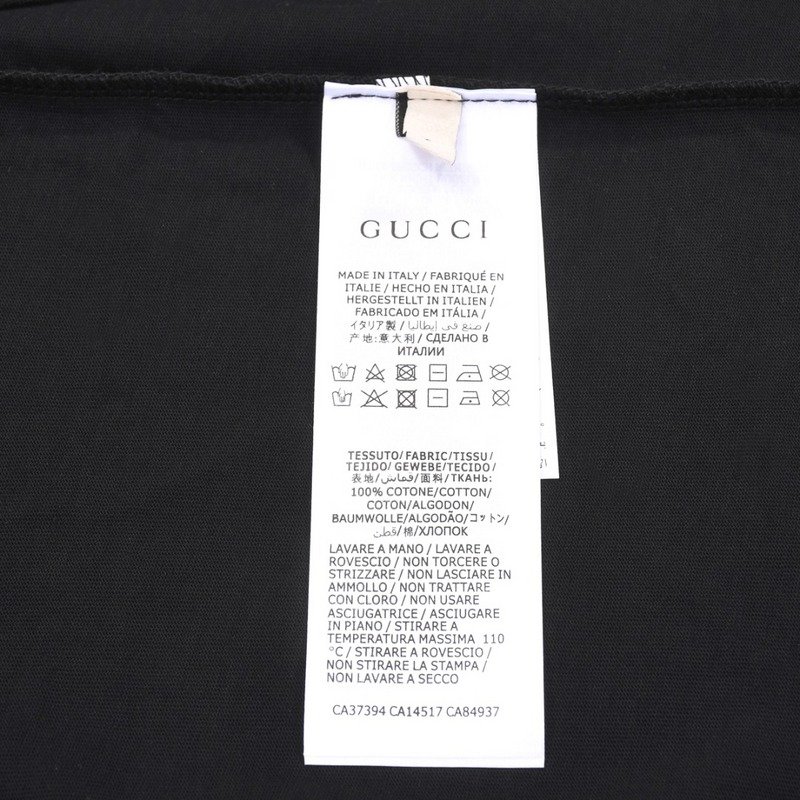 GUCCI
MADE IN ITALY / FABRIQUÉ EN
ITALIE / HECHO EN ITALIA /
HERGESTELLT IN ITALIEN /
FABRICADO EM ITÁLIA /
イタリア製 / صنع في إيطاليا /
产地:意大利 / СДЕЛАНО В
ИТАЛИИ
TESSUTO/FABRIC/TISSU/
TEJIDO/GEWEBE/TECIDO/
表地/قماش/面料/ТКАНЬ:
100% COTONE/COTTON/
COTON/ALGODON/
BAUMWOLLE/ALGODÃO/コットン/
قطن/棉/ХЛОПОК
LAVARE A MANO / LAVARE A
ROVESCIO / NON TORCERE O
STRIZZARE / NON LASCIARE IN
AMMOLLO / NON TRATTARE
CON CLORO / NON USARE
ASCIUGATRICE / ASCIUGARE
IN PIANO / STIRARE A
TEMPERATURA MASSIMA 110
°C / STIRARE A ROVESCIO /
NON STIRARE LA STAMPA /
NON LAVARE A SECCO
CA37394 CA14517 CA84937